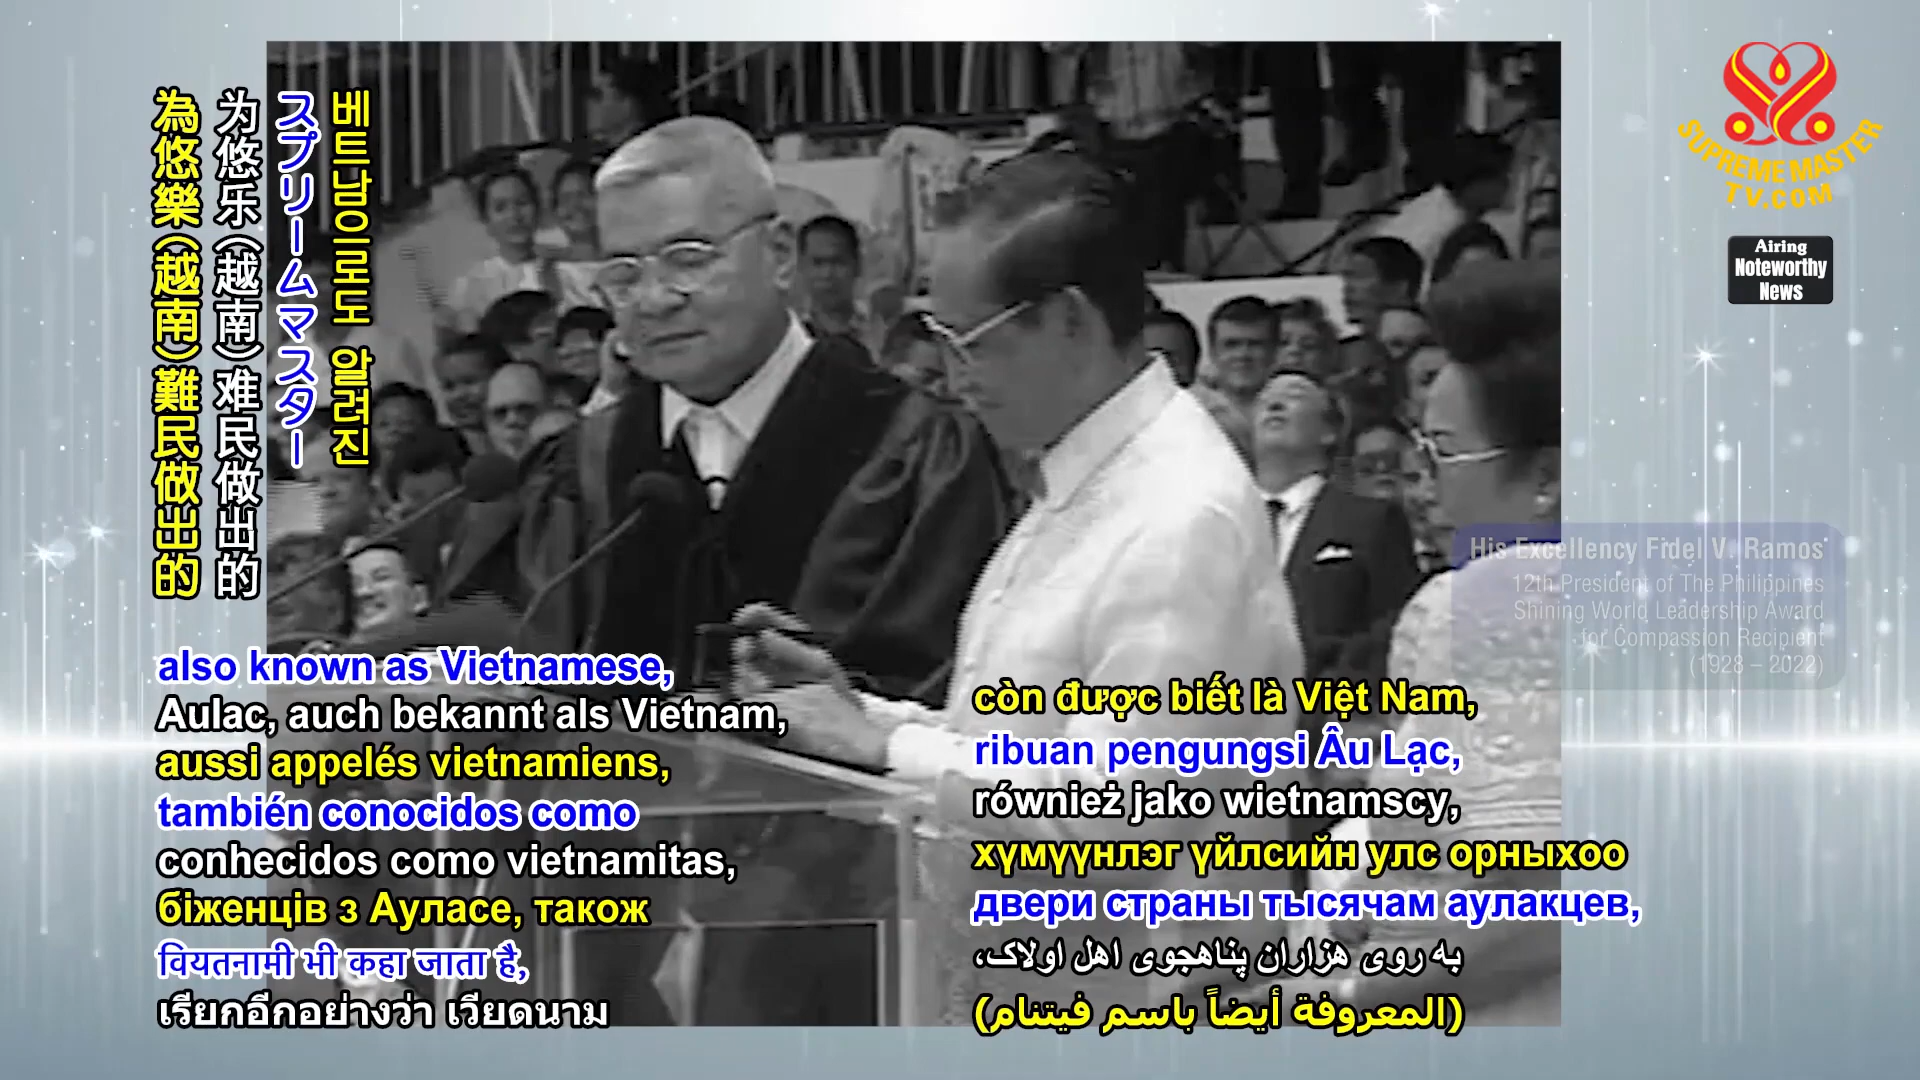 為悠樂(越南)難民做出的
为悠乐(越南)难民做出的
スプリームマスター
베트남이로도 알려진
also known as Vietnamese,
Aulac, auch bekannt als Vietnam,
aussi appelés vietnamiens,
también conocidos como
conhecidos como vietnamitas,
біженців з Ауласе, також
वियतनामी भी कहा जाता है,
เรียกอีกอย่างว่า เวียดนาม
còn được biết là Việt Nam,
ribuan pengungsi Âu Lạc,
również jako wietnamscy,
хүмүүнлэг үйлсийн улс орныхоо
двери страны тысячам аулакцев,
به روی هزاران پناهجوی اهل اولاک،
(المعروفة أيضاً باسم فيتنام)
SUPREME MASTER
TV.COM
Airing
Noteworthy
News
His Excellency Fidel V. Ramos
12th President of The Philippines
Shining World Leadership Award
for Compassion Recipient
(1928 – 2022)